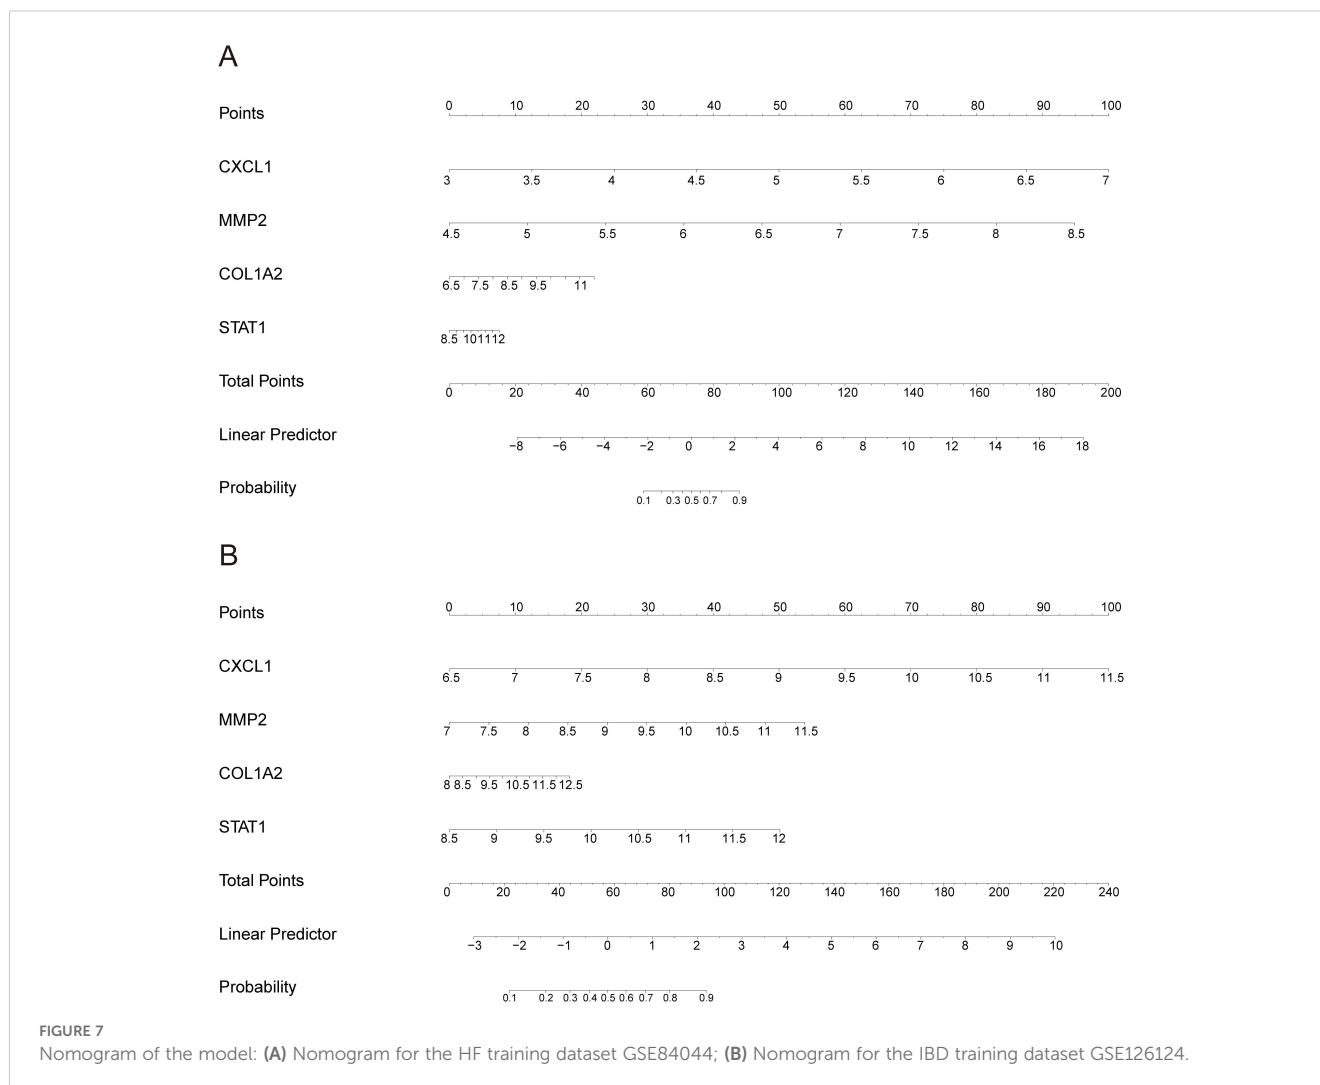 A
Points 0 10 20 30 40 50 60 70 80 90 100
CXCL1 3 3.5 4 4.5 5 5.5 6 6.5 7
MMP2 4.5 5 5.5 6 6.5 7 7.5 8 8.5
COL1A2 6.5 7.5 8.5 9.5 11
STAT1 8.5 10 11 12
Total Points 0 20 40 60 80 100 120 140 160 180 200
Linear Predictor −8 −6 −4 −2 0 2 4 6 8 10 12 14 16 18
Probability 0.1 0.3 0.5 0.7 0.9
B
Points 0 10 20 30 40 50 60 70 80 90 100
CXCL1 6.5 7 7.5 8 8.5 9 9.5 10 10.5 11 11.5
MMP2 7 7.5 8 8.5 9 9.5 10 10.5 11 11.5
COL1A2 8 8.5 9.5 10.5 11.5 12.5
STAT1 8.5 9 9.5 10 10.5 11 11.5 12
Total Points 0 20 40 60 80 100 120 140 160 180 200 220 240
Linear Predictor −3 −2 −1 0 1 2 3 4 5 6 7 8 9 10
Probability 0.1 0.2 0.3 0.4 0.5 0.6 0.7 0.8 0.9
FIGURE 7
Nomogram of the model: (A) Nomogram for the HF training dataset GSE84044; (B) Nomogram for the IBD training dataset GSE126124.